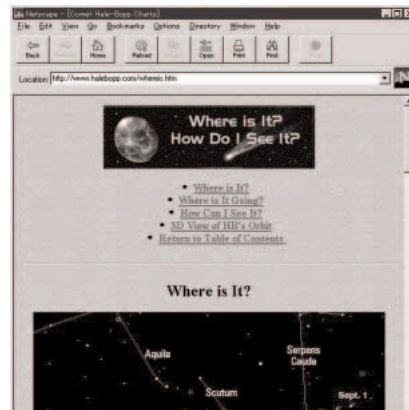 Netscape - [Comet Hale-Bopp Charts]
File Edit View Go Bookmarks Options Directory Window Help
Back Home Reload Open Print Find
Location: http://www.halebopp.com/whereis.htm
N
Where is It?
How Do I See It?
• Where is It?
• Where is It Going?
• How Can I See It?
• 3D View of HB's Orbit
• Return to Table of Contents
Where is It?
Aquila
Serpens
Cauda
Scutum
Sept. 1